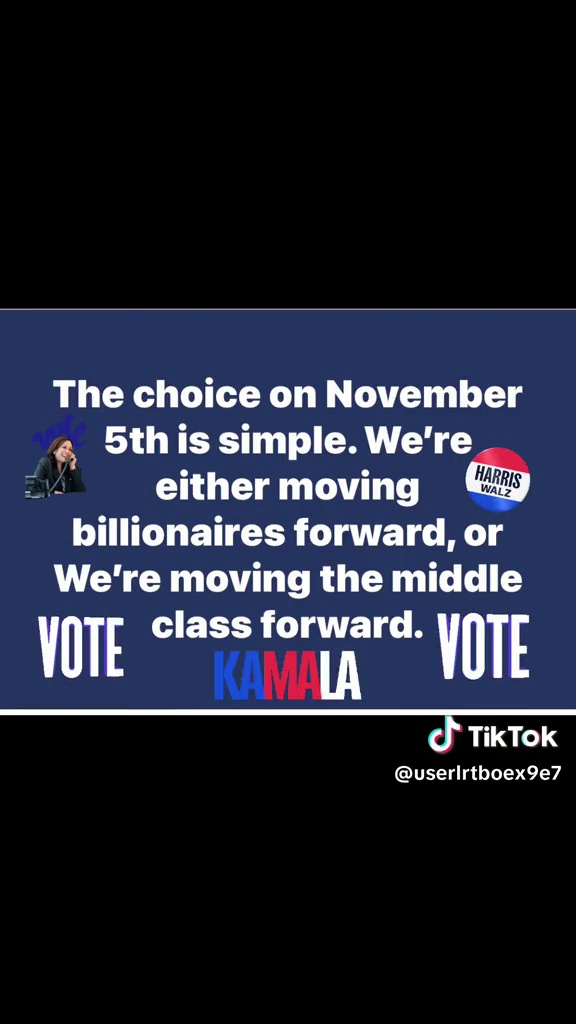 The choice on November
vote
5th is simple. We're
either moving
HARRIS
WALZ
billionaires forward, or
We're moving the middle
class forward.
VOTE
VOTE
KAMALA
TikTok
@userlrtboex9e7